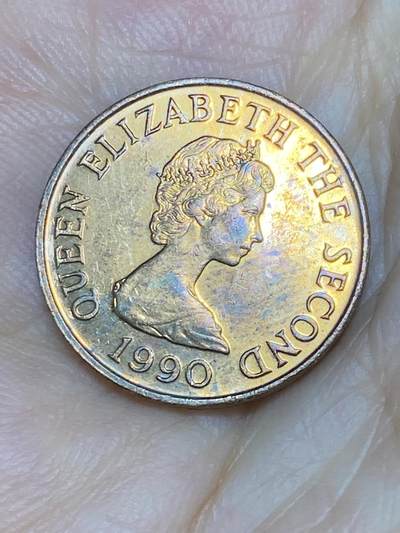 QUEEN ELIZABETH THE SECOND
1990